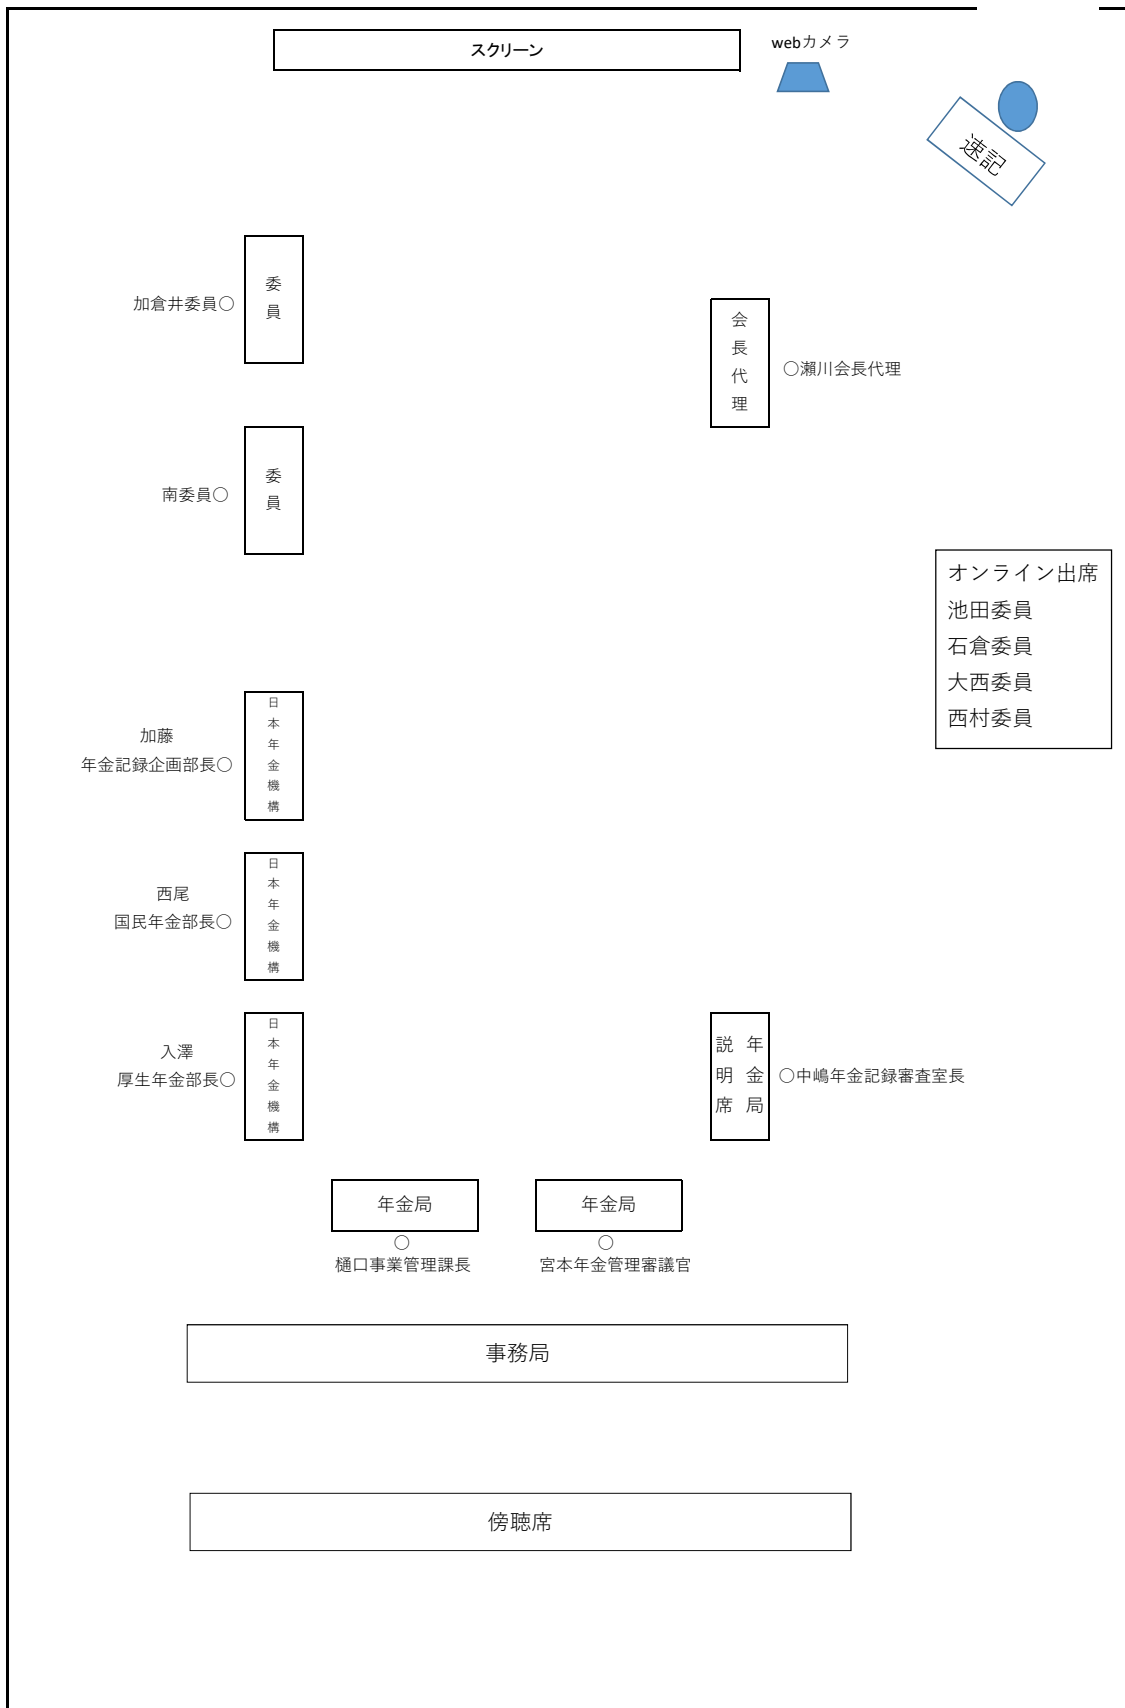 スクリーン
webカメラ
速記
委員
加倉井委員○
会長代理
○瀬川会長代理
委員
南委員○
オンライン出席
池田委員
石倉委員
大西委員
西村委員
日本年金機構
加藤
年金記録企画部長○
日本年金機構
西尾
国民年金部長○
日本年金機構
入澤
厚生年金部長○
年金局
説明席
○中嶋年金記録審査室長
年金局
○
樋口事業管理課長
年金局
○
宮本年金管理審議官
事務局
傍聴席